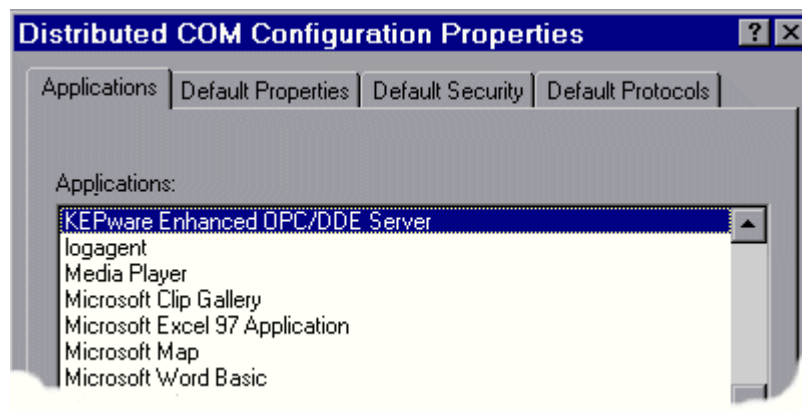 Distributed COM Configuration Properties
Applications Default Properties Default Security Default Protocols
Applications:
KEPware Enhanced OPC/DDE Server
logagent
Media Player
Microsoft Clip Gallery
Microsoft Excel 97 Application
Microsoft Map
Microsoft Word Basic